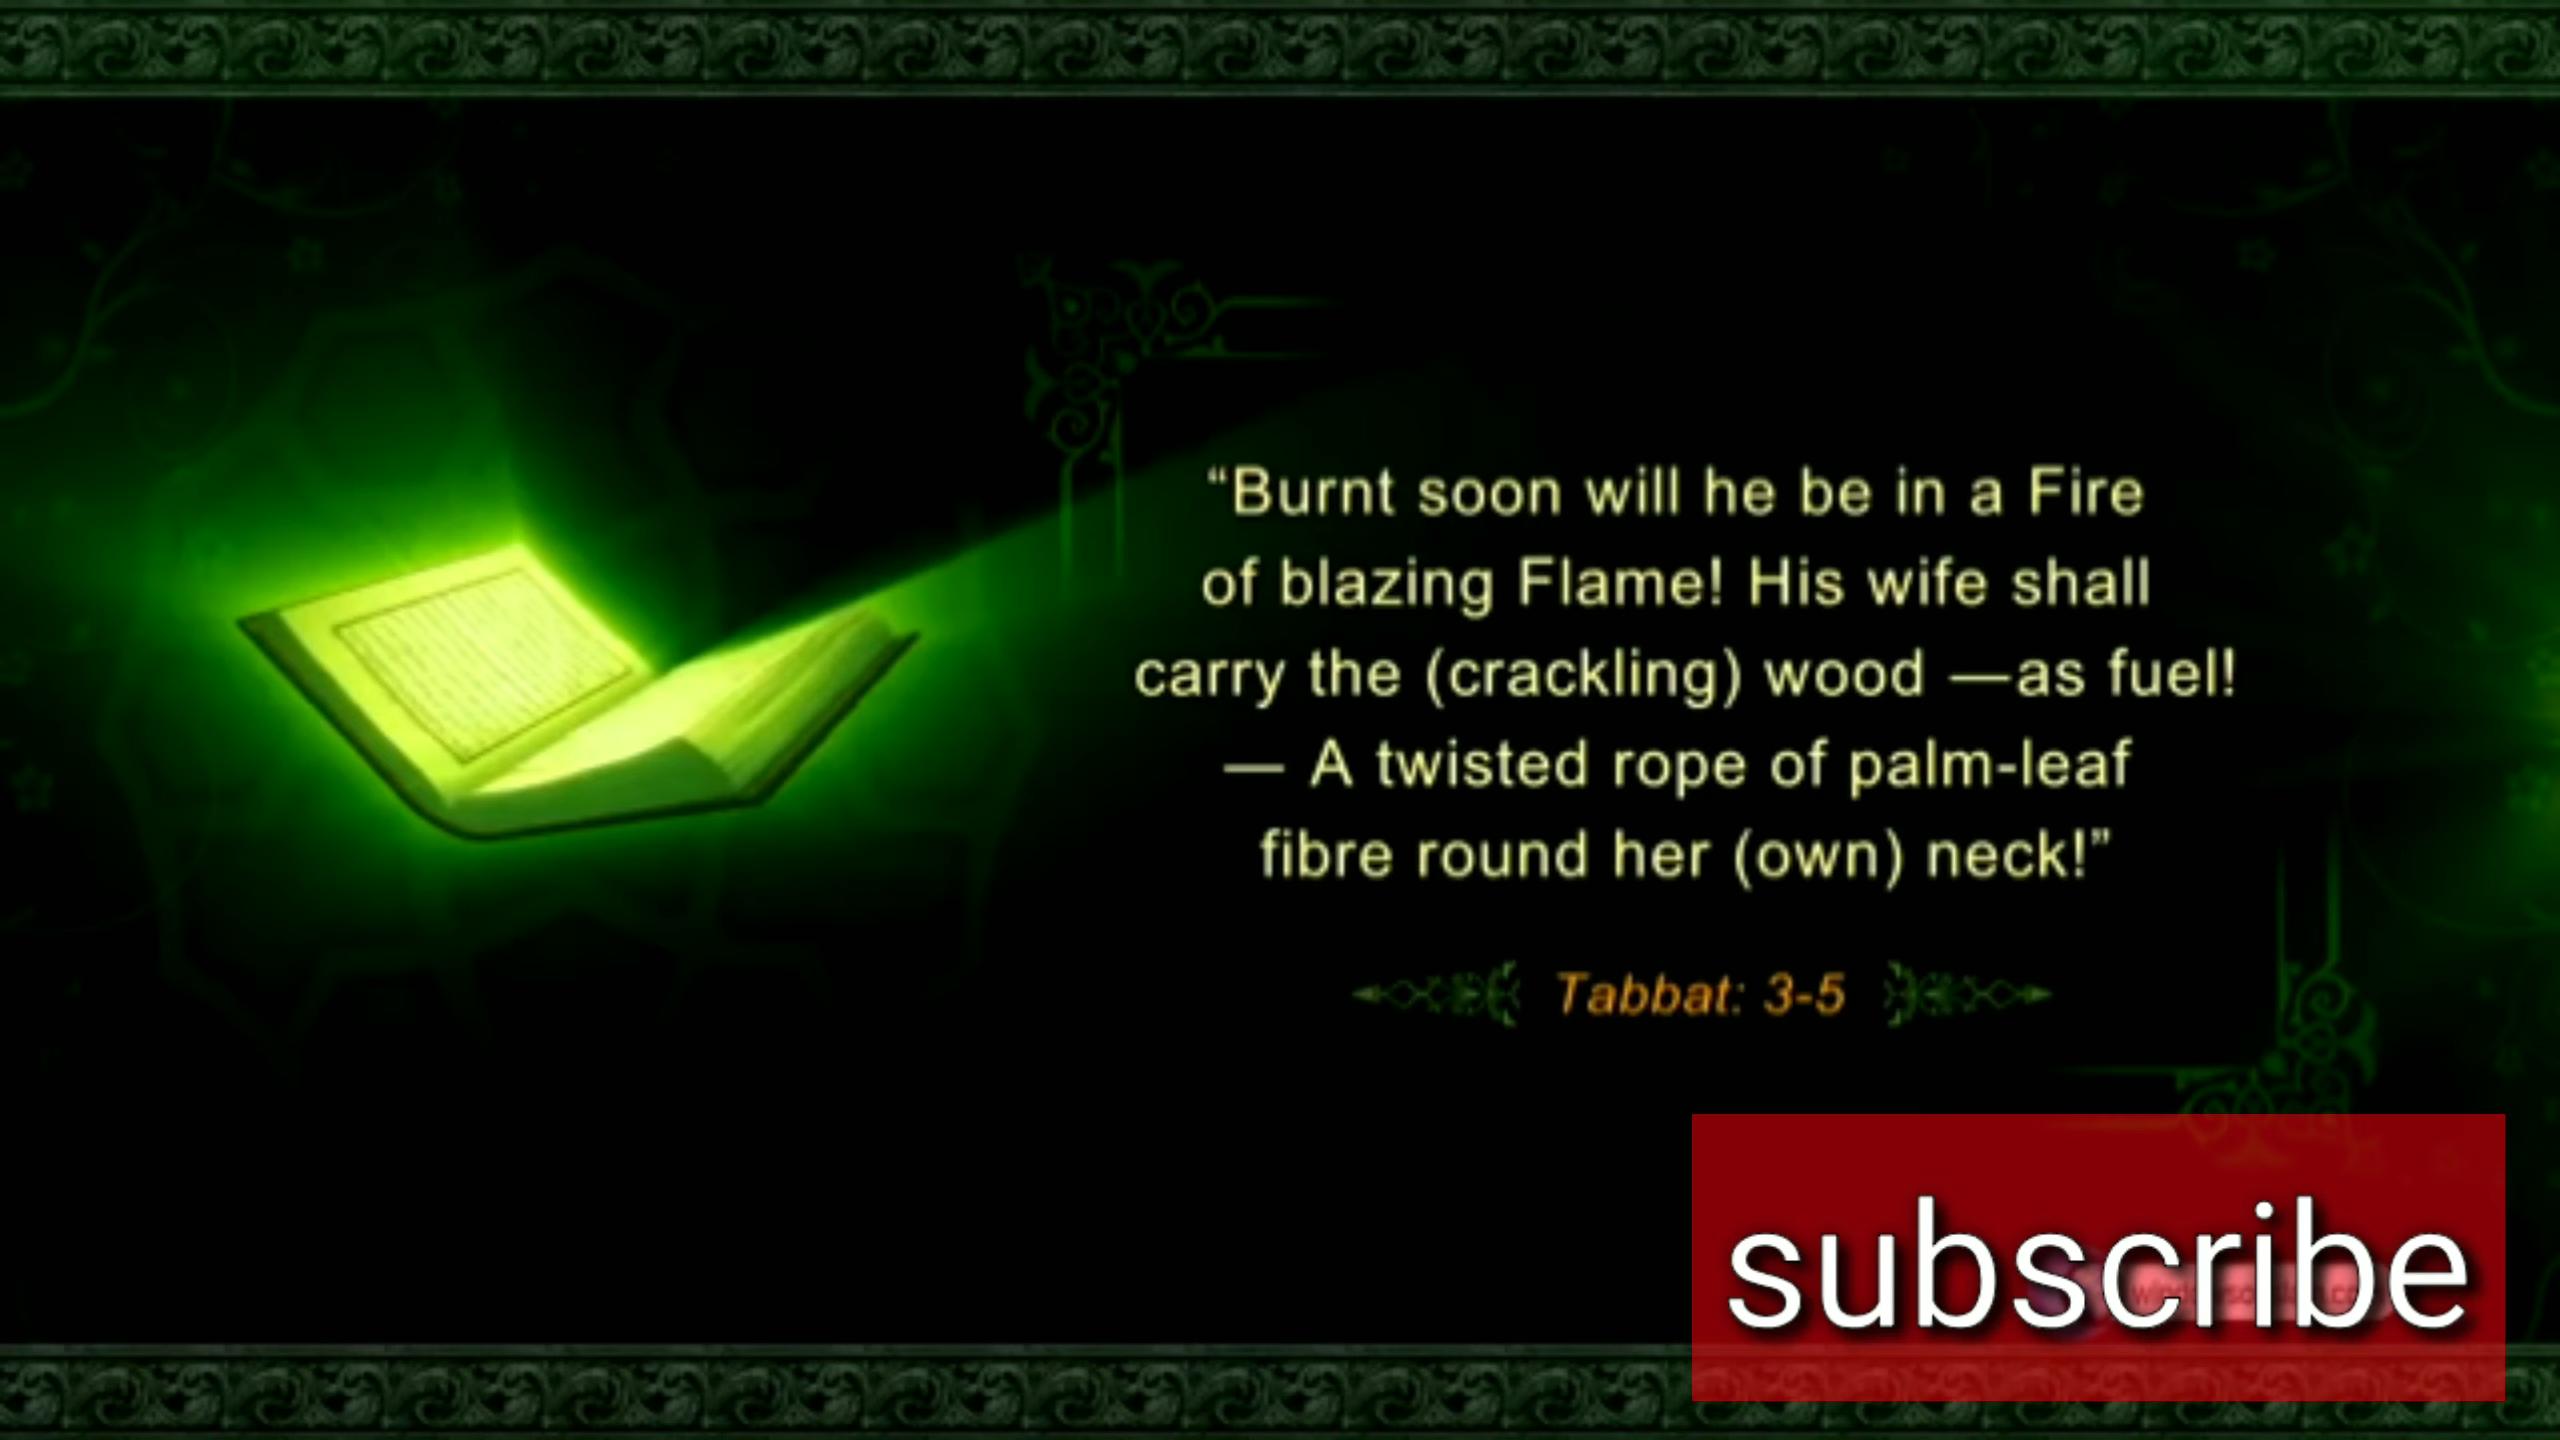 “Burnt soon will he be in a Fire
of blazing Flame! His wife shall
carry the (crackling) wood —as fuel!
— A twisted rope of palm-leaf
fibre round her (own) neck!”
Tabbat: 3-5
subscribe